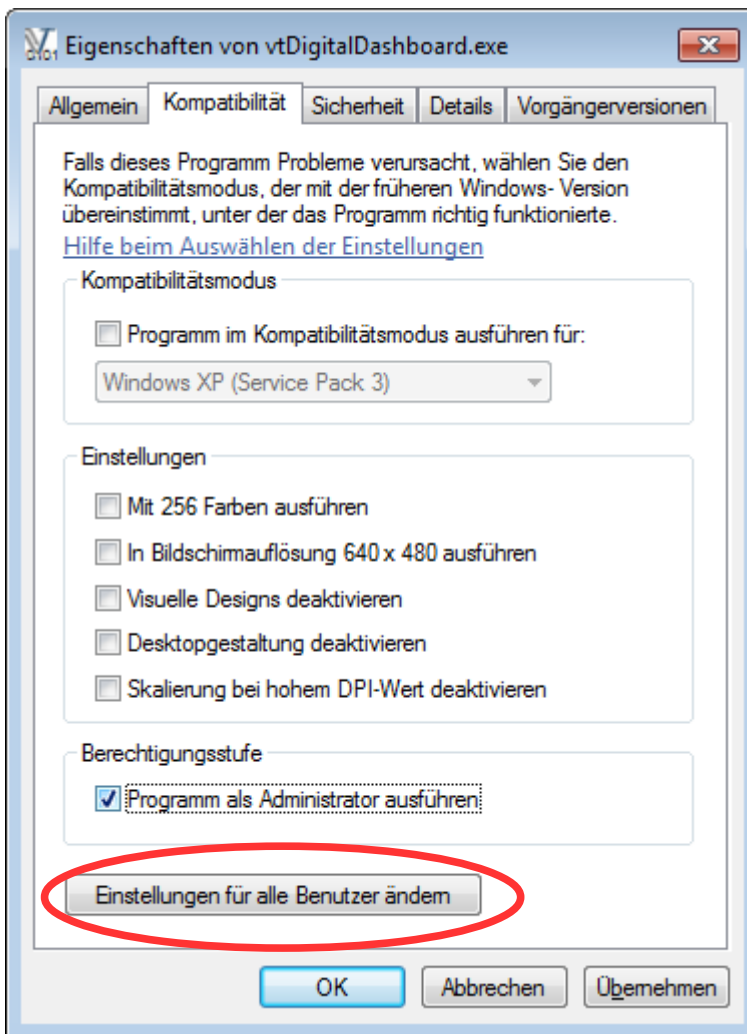 Eigenschaften von vtDigitalDashboard.exe
Allgemein Kompatibilität Sicherheit Details Vorgängerversionen
Falls dieses Programm Probleme verursacht, wählen Sie den
Kompatibilitätsmodus, der mit der früheren Windows- Version
übereinstimmt, unter der das Programm richtig funktionierte.
Hilfe beim Auswählen der Einstellungen
Kompatibilitätsmodus
Programm im Kompatibilitätsmodus ausführen für:
Windows XP (Service Pack 3)
Einstellungen
Mit 256 Farben ausführen
In Bildschirmauflösung 640 x 480 ausführen
Visuelle Designs deaktivieren
Desktopgestaltung deaktivieren
Skalierung bei hohem DPI-Wert deaktivieren
Berechtigungsstufe
Programm als Administrator ausführen
Einstellungen für alle Benutzer ändern
OK Abbrechen Übernehmen